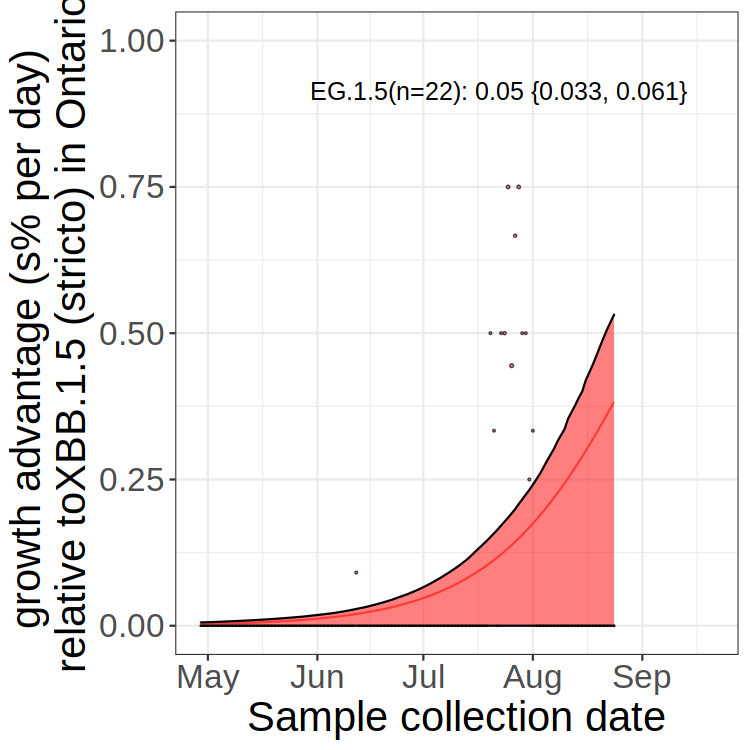 growth advantage (s% per day)
relative toXBB.1.5 (stricto) in Ontario
1.00
0.75
0.50
0.25
0.00
EG.1.5(n=22): 0.05 {0.033, 0.061}
May Jun Jul Aug Sep
Sample collection date